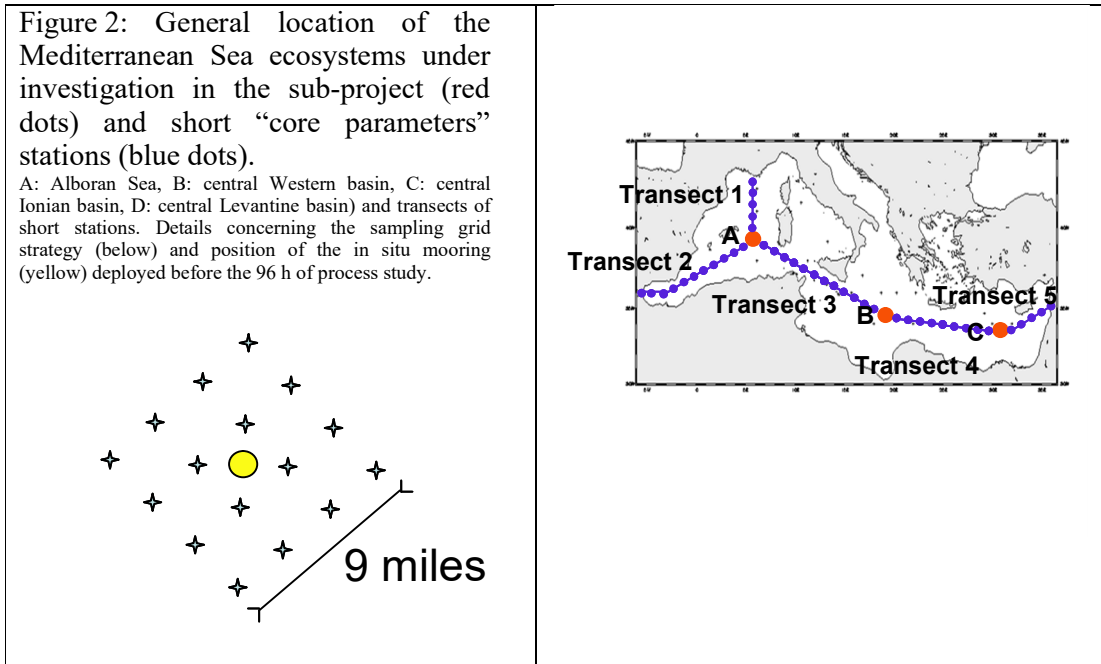 Figure 2: General location of the
Mediterranean Sea ecosystems under
investigation in the sub-project (red
dots) and short “core parameters”
stations (blue dots).
A: Alboran Sea, B: central Western basin, C: central
Ionian basin, D: central Levantine basin) and transects of
short stations. Details concerning the sampling grid
strategy (below) and position of the in situ mooring
(yellow) deployed before the 96 h of process study.
9 miles
Transect 1
A
Transect 2
Transect 3
Transect 5
B
C
Transect 4